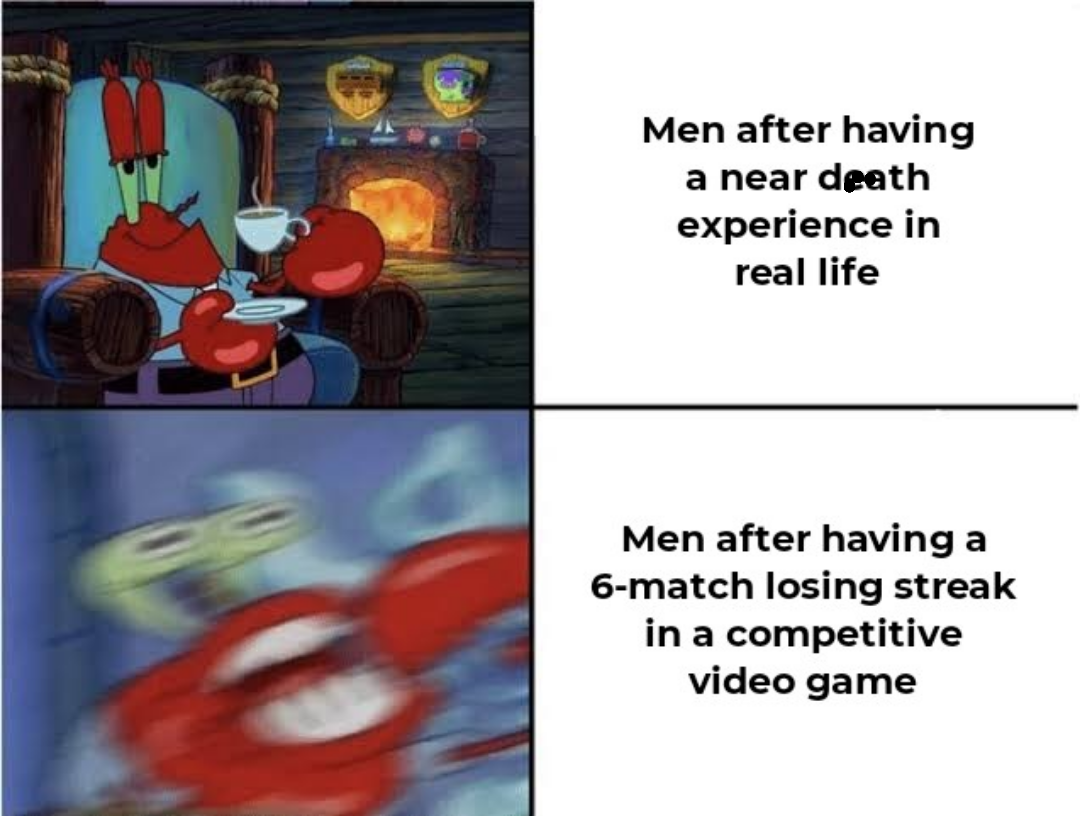 Men after having
a near death
experience in
real life
Men after having a
6-match losing streak
in a competitive
video game